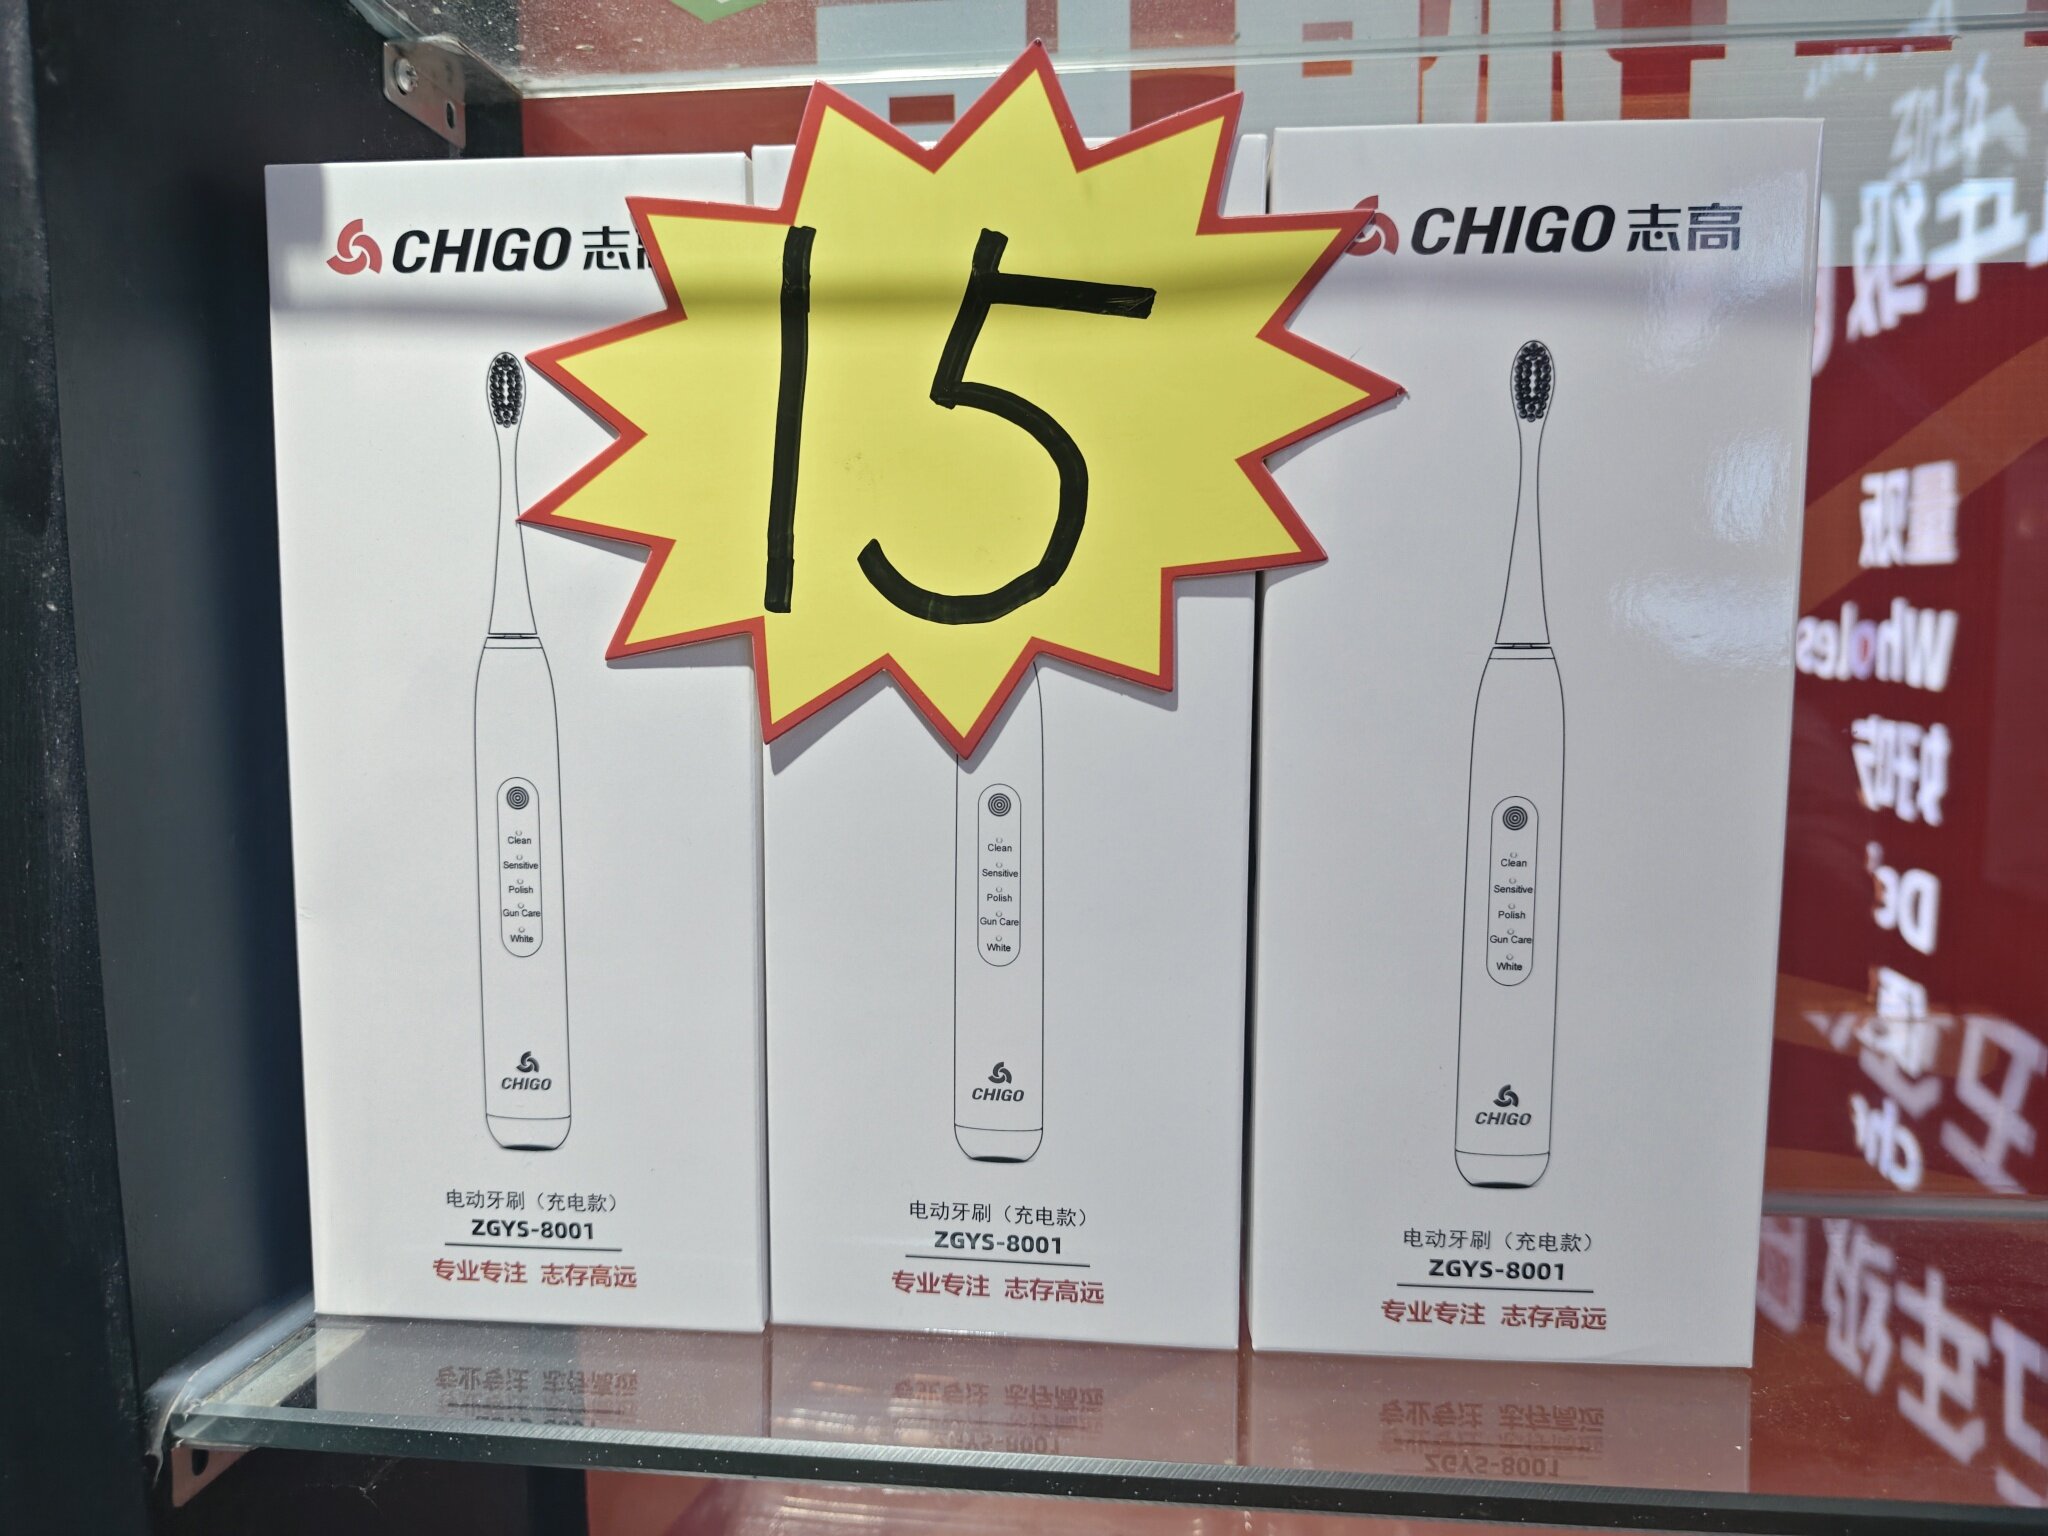 15
CHIGO 志
CHIGO 志高
Clean
Sensitive
Polish
Gun Care
White
CHIGO
电动牙刷（充电款）
ZGYS-8001
专业专注 志存高远
Clean
Sensitive
Polish
Gun Care
White
CHIGO
电动牙刷（充电款）
ZGYS-8001
专业专注 志存高远
Clean
Sensitive
Polish
Gun Care
White
CHIGO
电动牙刷（充电款）
ZGYS-8001
专业专注 志存高远